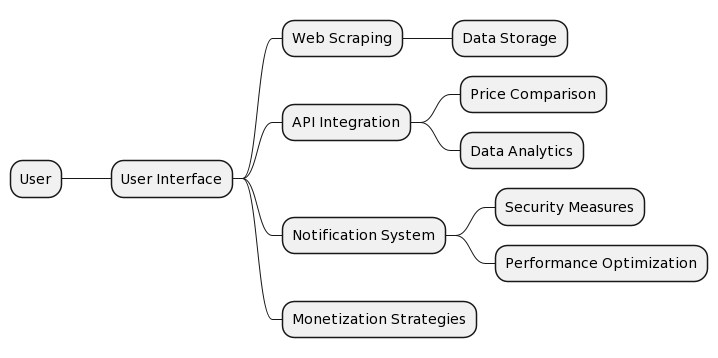 User
User Interface
Web Scraping
Data Storage
API Integration
Price Comparison
Data Analytics
Notification System
Security Measures
Performance Optimization
Monetization Strategies